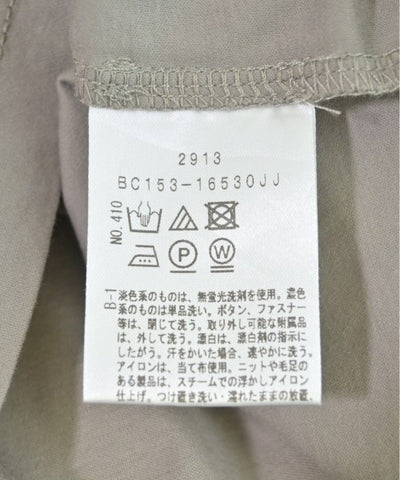 2913
BC153-16530JJ
NO.410
P
W
B-1
淡色系のものは、無蛍光洗剤を使用。濃色
系のものは単品洗い。ボタン、ファスナー
等は、閉じて洗う。取り外し可能な附属品
は、外して洗う。漂白は、漂白剤の指示に
したがう。汗をかいた場合、速やかに洗う。
アイロンは、当て布使用。ニットや毛足の
ある製品は、スチームでの浮かしアイロン
仕上げ。つけ置き洗い・濡れたままの放置、